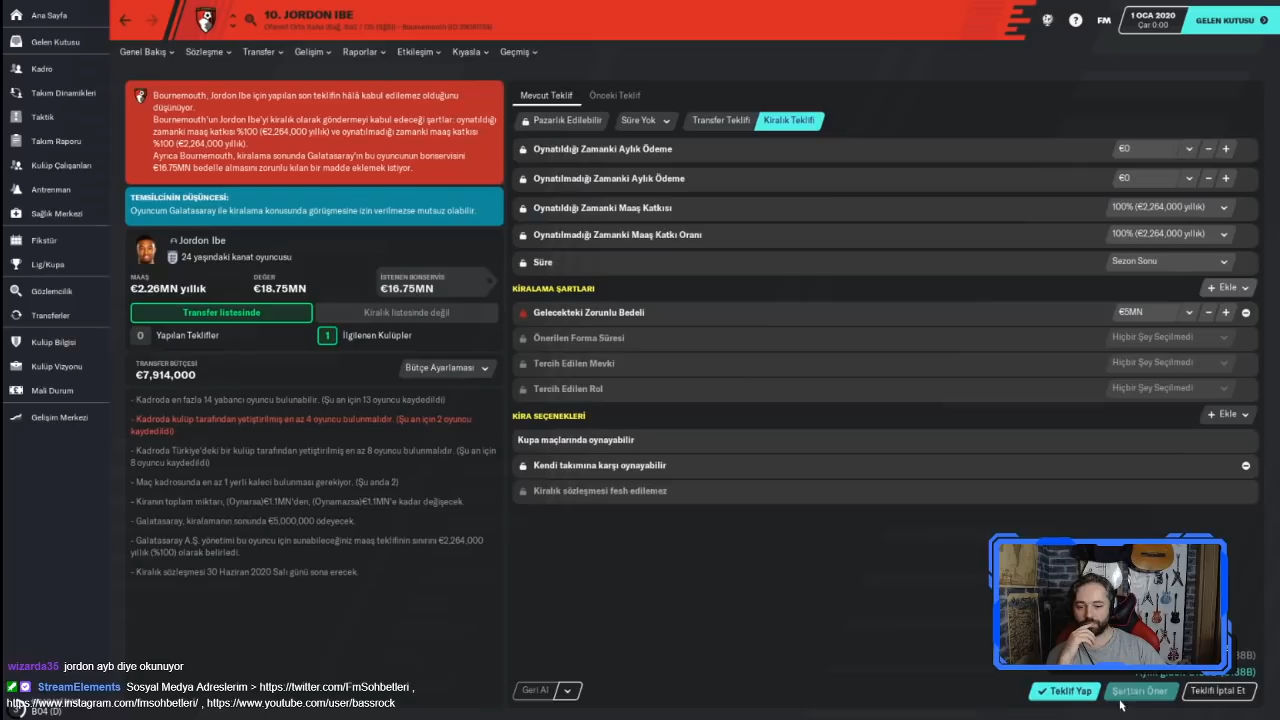 10. JORDON IBE
1 OCA 2020
Çar 0:00
GELEN KUTUSU
FM
Ana Sayfa
Gelen Kutusu
Kadro
Takım Dinamikleri
Taktik
Takım Raporu
Kulüp Çalışanları
Antrenman
Sağlık Merkezi
Fikstür
Lig/Kupa
Gözlemcilik
Transferler
Kulüp Bilgisi
Kulüp Vizyonu
Mali Durum
Gelişim Merkezi
Genel Bakış
Sözleşme
Transfer
Gelişim
Raporlar
Etkileşim
Kıyasla
Geçmiş
Bournemouth, Jordon Ibe için yapılan son teklifin hâlâ kabul edilemez olduğunu
düşünüyor.
Bournemouth'un Jordon Ibe'yi kiralık olarak göndermeyi kabul edeceği şartlar: oynatıldığı
zamanki maaş katkısı %100 (€2,264,000 yıllık) ve oynatılmadığı zamanki maaş katkısı
%100 (€2,264,000 yıllık).
Ayrıca Bournemouth, kiralama sonunda Galatasaray'ın bu oyuncunun bonservisini
€16.75MN bedelle almasını zorunlu kılan bir madde eklemek istiyor.
TEMSİLCİNİN DÜŞÜNCESİ:
Oyuncum Galatasaray ile kiralama konusunda görüşmesine izin verilmezse mutsuz olabilir.
Jordon Ibe
24 yaşındaki kanat oyuncusu
MAAŞ
€2.26MN yıllık
DEĞER
€18.75MN
İSTENEN BONSERVİS
€16.75MN
Transfer listesinde
Kiralık listesinde değil
0 Yapılan Teklifler
1 İlgilenen Kulüpler
TRANSFER BÜTÇESİ
€7,914,000
Bütçe Ayarlaması
- Kadroda en fazla 14 yabancı oyuncu bulunabilir. (Şu an için 13 oyuncu kaydedildi)
- Kadroda kulüp tarafından yetiştirilmiş en az 4 oyuncu bulunmalıdır. (Şu an için 2 oyuncu
kaydedildi)
- Kadroda Türkiye'deki bir kulüp tarafından yetiştirilmiş en az 8 oyuncu bulunmalıdır. (Şu an için
8 oyuncu kaydedildi)
- Maç kadrosunda en az 1 yerli kaleci bulunması gerekiyor. (Şu anda 2)
- Kiranın toplam miktarı, (Oynarsa)€1.1MN'den, (Oynamazsa)€1.1MN'e kadar değişecek.
- Galatasaray, kiralamanın sonunda €5,000,000 ödeyecek.
- Galatasaray A.Ş. yönetimi bu oyuncu için sunabileceğiniz maaş teklifinin sınırını €2,264,000
yıllık (%100) olarak belirledi.
- Kiralık sözleşmesi 30 Haziran 2020 Salı günü sona erecek.
Mevcut Teklif
Önceki Teklif
Pazarlık Edilebilir
Süre Yok
Transfer Teklifi
Kiralık Teklifi
Oynatıldığı Zamanki Aylık Ödeme €0
Oynatılmadığı Zamanki Aylık Ödeme €0
Oynatıldığı Zamanki Maaş Katkısı 100% (€2,264,000 yıllık)
Oynatılmadığı Zamanki Maaş Katkı Oranı 100% (€2,264,000 yıllık)
Süre Sezon Sonu
KİRALAMA ŞARTLARI
+ Ekle
Gelecekteki Zorunlu Bedeli €5MN
Önerilen Forma Süresi Hiçbir Şey Seçilmedi
Tercih Edilen Mevki Hiçbir Şey Seçilmedi
Tercih Edilen Rol Hiçbir Şey Seçilmedi
KİRA SEÇENEKLERİ
+ Ekle
Kupa maçlarında oynayabilir
Kendi takımına karşı oynayabilir
Kiralık sözleşmesi fesh edilemez
Geri Al
Teklif Yap
Şartları Öner
Teklifi İptal Et
wizarda35 jordon ayb diye okunuyor
StreamElements Sosyal Medya Adreslerim > https://twitter.com/FmSohbetleri ,
https://www.instagram.com/fmsohbetleri/ , https://www.youtube.com/user/bassrock
B04 (D)